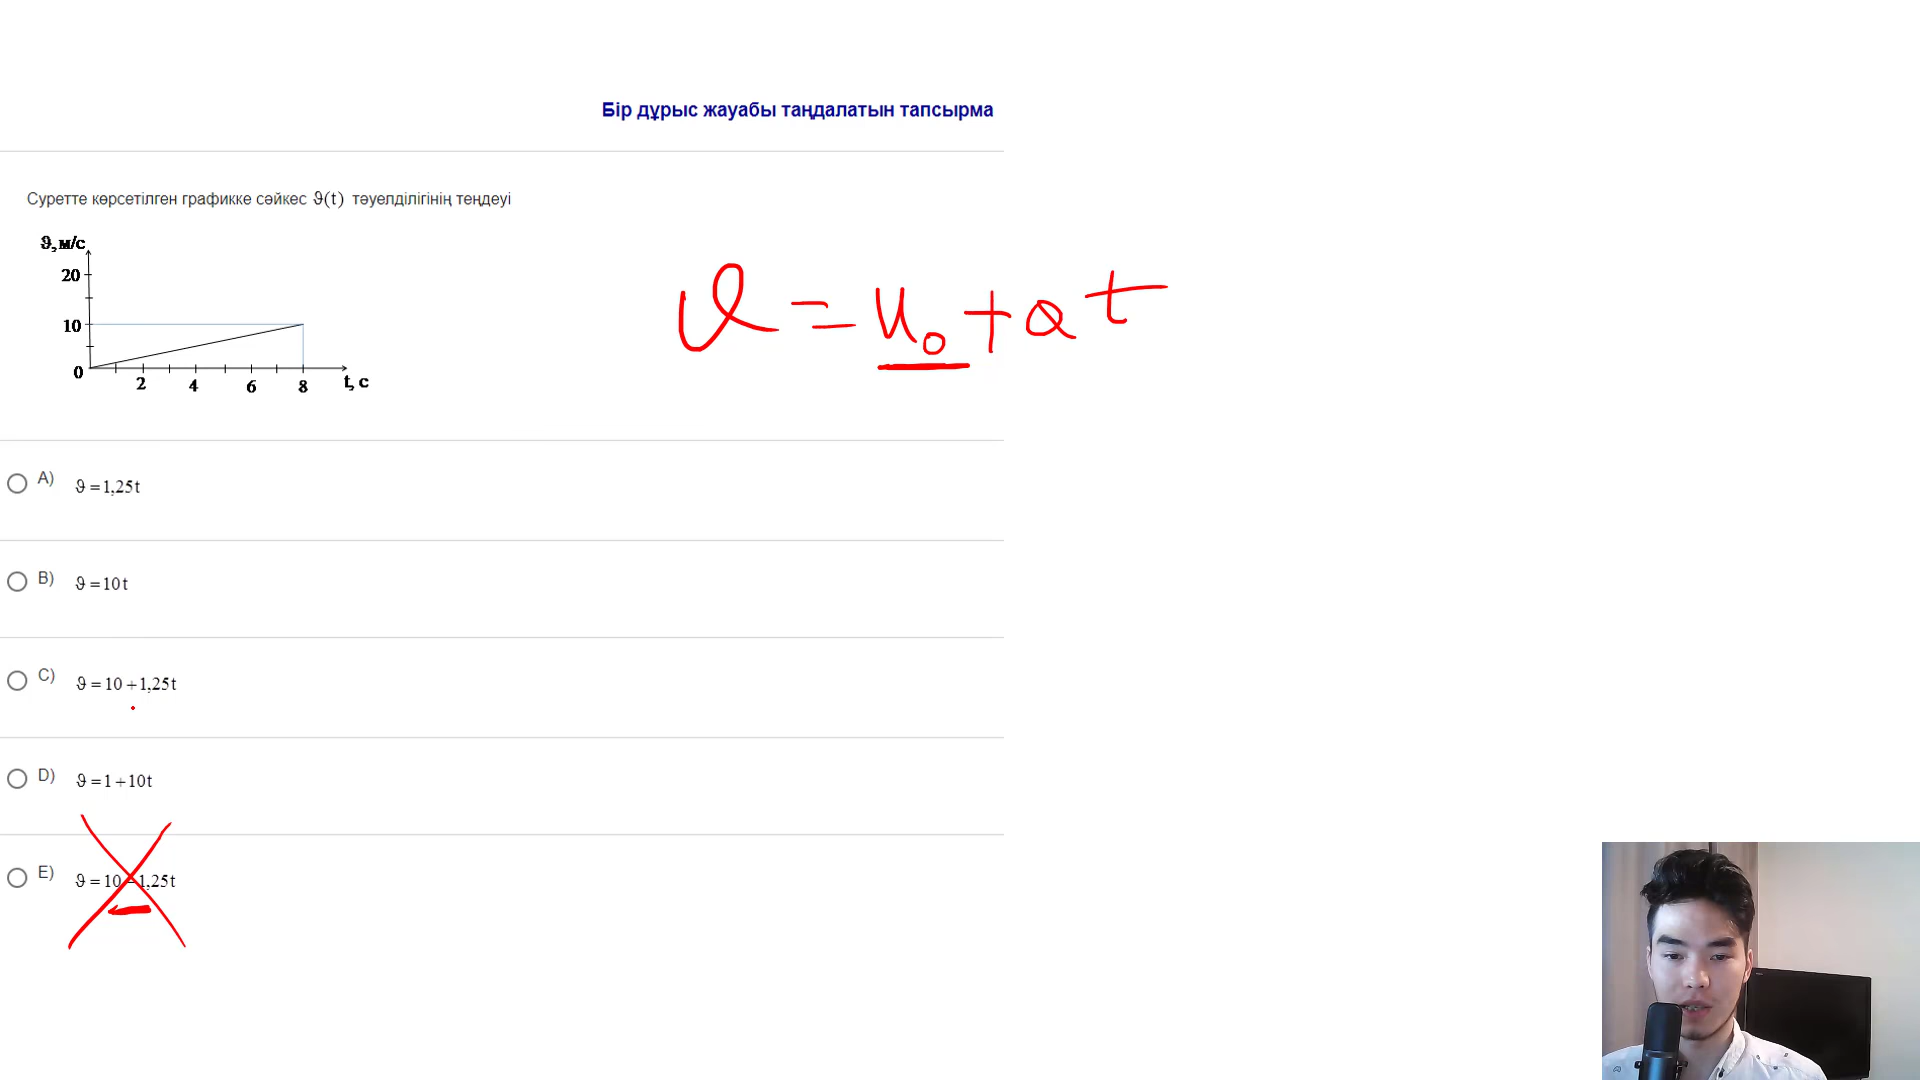 Бір дұрыс жауабы таңдалатын тапсырма
Суретте көрсетілген графикке сәйкес ϑ(t) тәуелділігінің теңдеуі
ϑ, м/с
20
10
0
2 4 6 8 t, c
ϑ = u₀ + at
A) ϑ = 1,25t
B) ϑ = 10t
C) ϑ = 10 + 1,25t
D) ϑ = 1 + 10t
E) ϑ = 10 − 1,25t